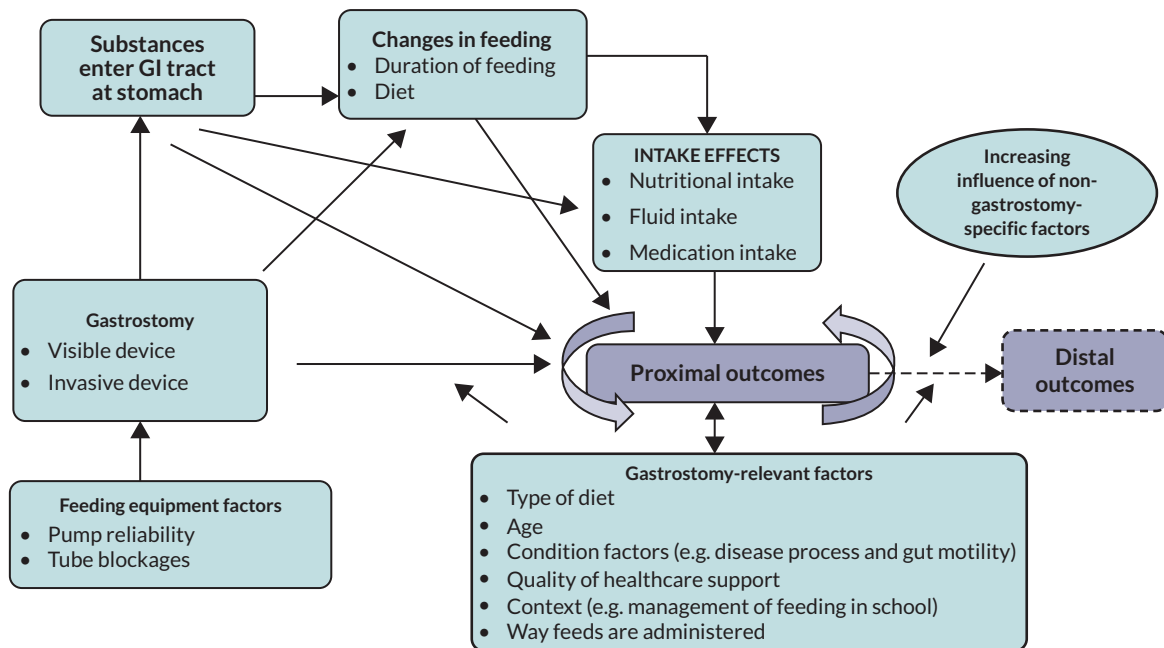 Substances
enter GI tract
at stomach
Changes in feeding
• Duration of feeding
• Diet
INTAKE EFFECTS
• Nutritional intake
• Fluid intake
• Medication intake
Increasing
influence of non-
gastrostomy-
specific factors
Gastrostomy
• Visible device
• Invasive device
Proximal outcomes
Distal
outcomes
Feeding equipment factors
• Pump reliability
• Tube blockages
Gastrostomy-relevant factors
• Type of diet
• Age
• Condition factors (e.g. disease process and gut motility)
• Quality of healthcare support
• Context (e.g. management of feeding in school)
• Way feeds are administered